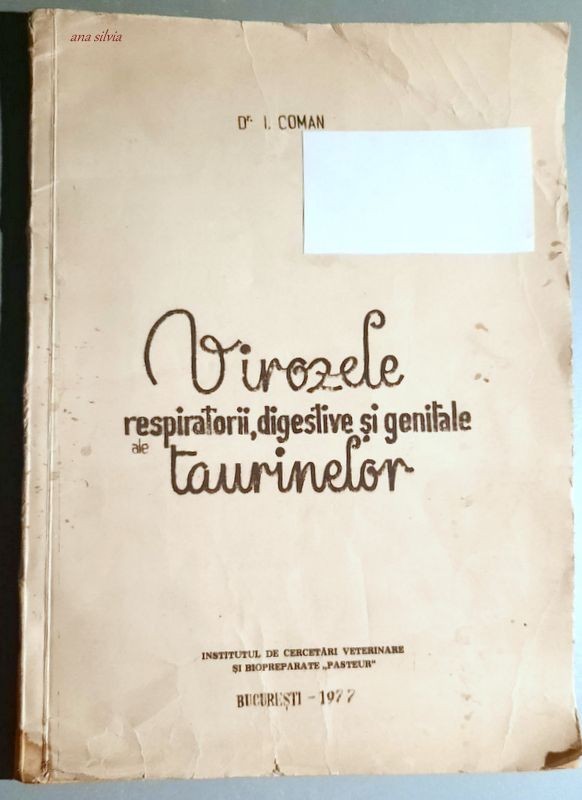 ana silvia
Dr. I. COMAN
Virozele
respiratorii, digestive și genitale
ale taurinelor
INSTITUTUL DE CERCETĂRI VETERINARE
ȘI BIOPREPARATE „PASTEUR"
BUCUREȘTI - 1977